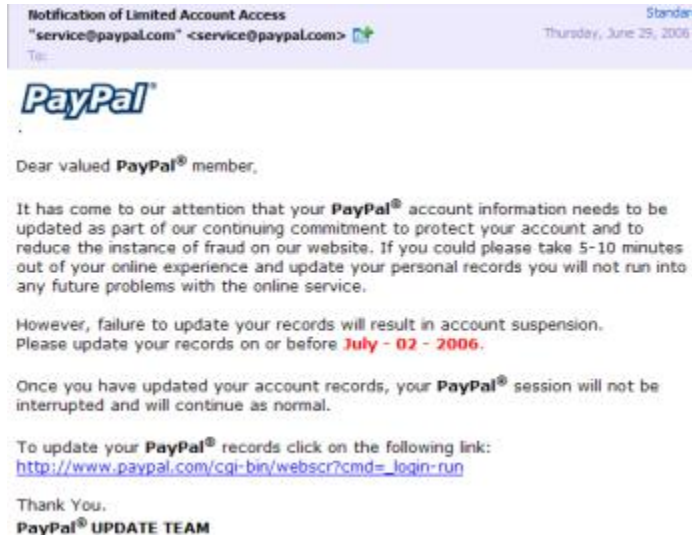 Notification of Limited Account Access
Standar
"service@paypal.com" <service@paypal.com>
Thursday, June 29, 2006
To:
PayPal®
.
Dear valued PayPal® member,
It has come to our attention that your PayPal® account information needs to be
updated as part of our continuing commitment to protect your account and to
reduce the instance of fraud on our website. If you could please take 5-10 minutes
out of your online experience and update your personal records you will not run into
any future problems with the online service.
However, failure to update your records will result in account suspension.
Please update your records on or before July - 02 - 2006.
Once you have updated your account records, your PayPal® session will not be
interrupted and will continue as normal.
To update your PayPal® records click on the following link:
http://www.paypal.com/cgi-bin/webscr?cmd=_login-run
Thank You.
PayPal® UPDATE TEAM